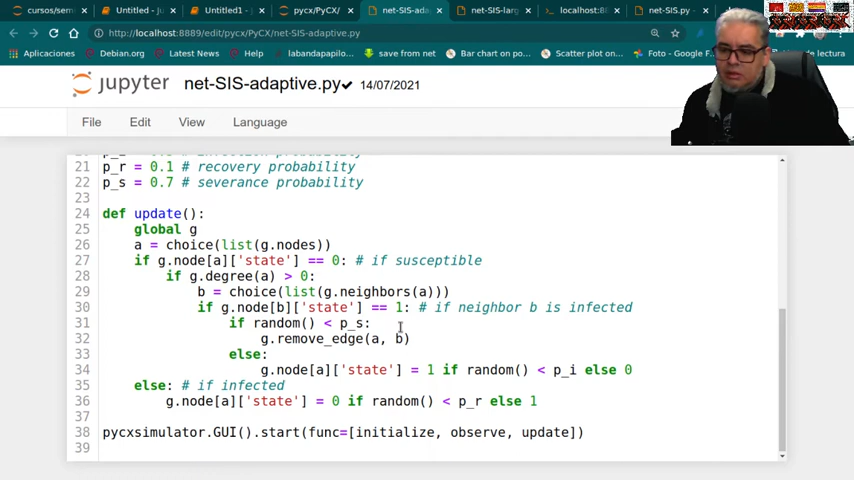 cursos/sem
Untitled - Ju
Untitled1 -
pycx/PyCX/
net-SIS-ada
net-SIS-larg
localhost:888
net-SIS.py -
http://localhost:8889/edit/pycx/PyCX/net-SIS-adaptive.py
Debian.org
Latest News
Help
labandapapilo...
save from net
Bar chart on po...
Scatter plot on...
Foto - Google F...
de lectura
jupyter net-SIS-adaptive.py 14/07/2021
File Edit View Language
21 p_r = 0.1 # recovery probability
22 p_s = 0.7 # severance probability
23
24 def update():
25 global g
26 a = choice(list(g.nodes))
27 if g.node[a]['state'] == 0: # if susceptible
28 if g.degree(a) > 0:
29 b = choice(list(g.neighbors(a)))
30 if g.node[b]['state'] == 1: # if neighbor b is infected
31 if random() < p_s:
32 g.remove_edge(a, b)
33 else:
34 g.node[a]['state'] = 1 if random() < p_i else 0
35 else: # if infected
36 g.node[a]['state'] = 0 if random() < p_r else 1
37
38 pycxsimulator.GUI().start(func=[initialize, observe, update])
39